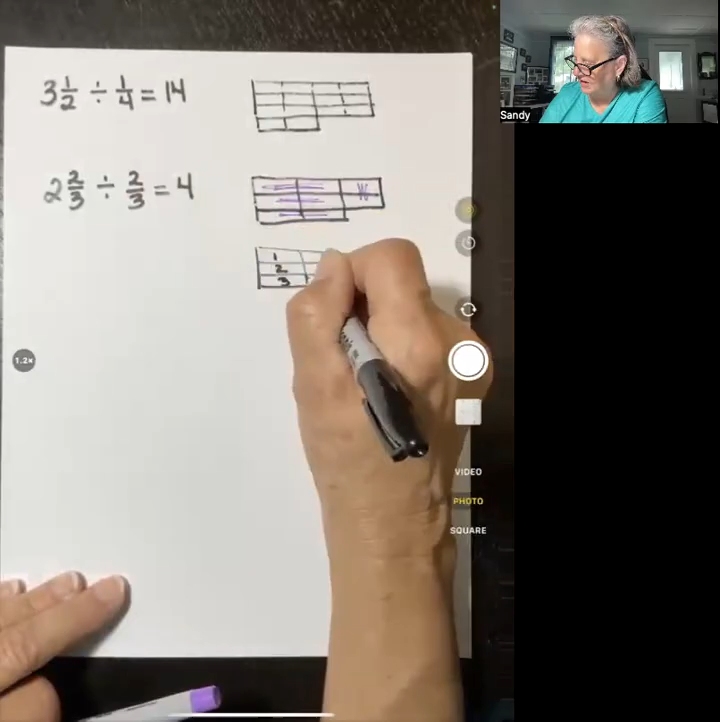 Sandy
3 1/2 ÷ 1/4 = 14
2 2/3 ÷ 2/3 = 4
1
2
3
1.2×
VIDEO
PHOTO
SQUARE